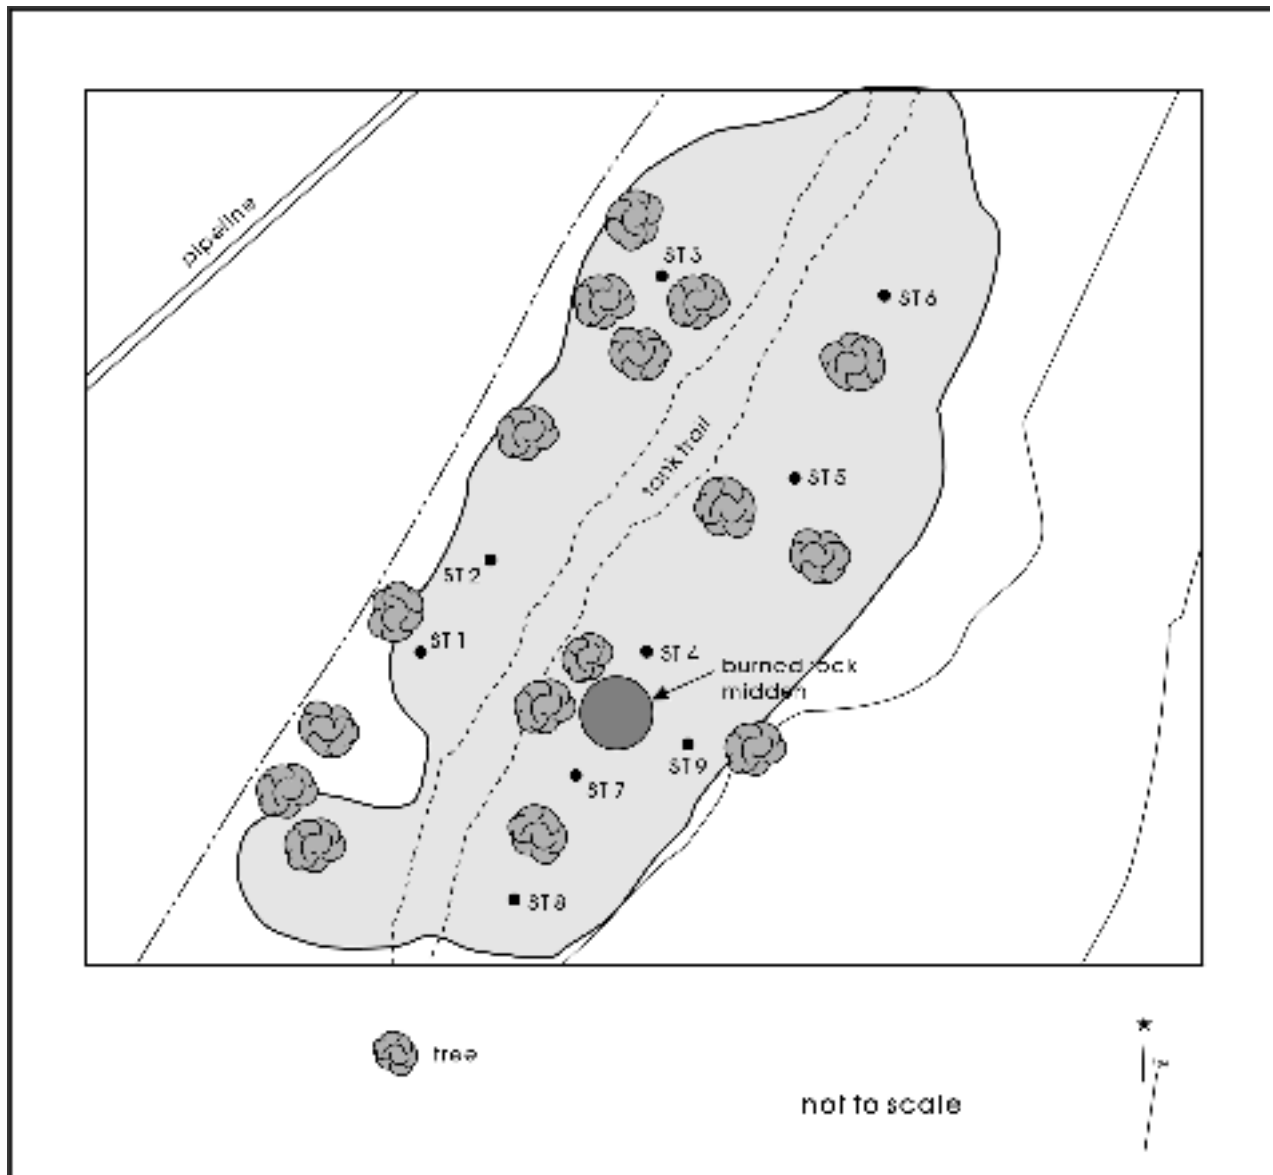 pipeline
ST 3
ST 6
tank trail
ST 5
ST 2
ST 1
ST 4
burned rock
midden
ST 9
ST 7
ST 8
tree
not to scale